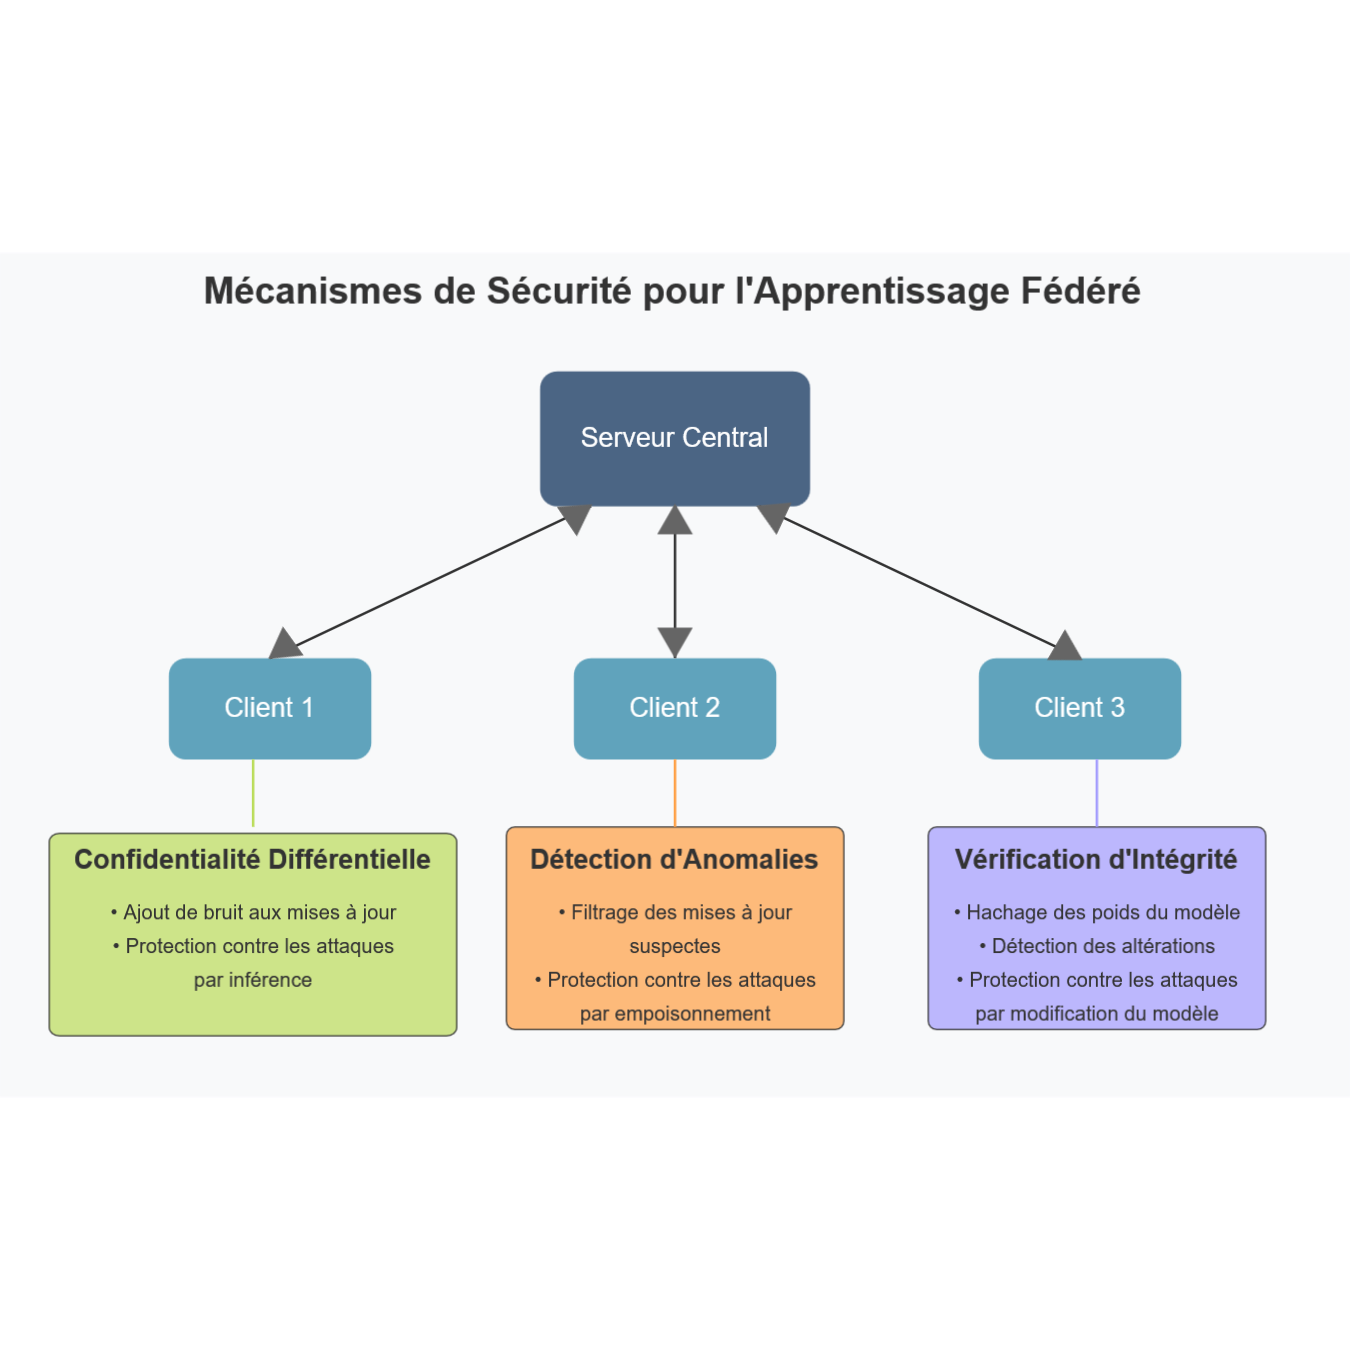 Mécanismes de Sécurité pour l'Apprentissage Fédéré
Serveur Central
Client 1
Client 2
Client 3
Confidentialité Différentielle
• Ajout de bruit aux mises à jour
• Protection contre les attaques
par inférence
Détection d'Anomalies
• Filtrage des mises à jour
suspectes
• Protection contre les attaques
par empoisonnement
Vérification d'Intégrité
• Hachage des poids du modèle
• Détection des altérations
• Protection contre les attaques
par modification du modèle